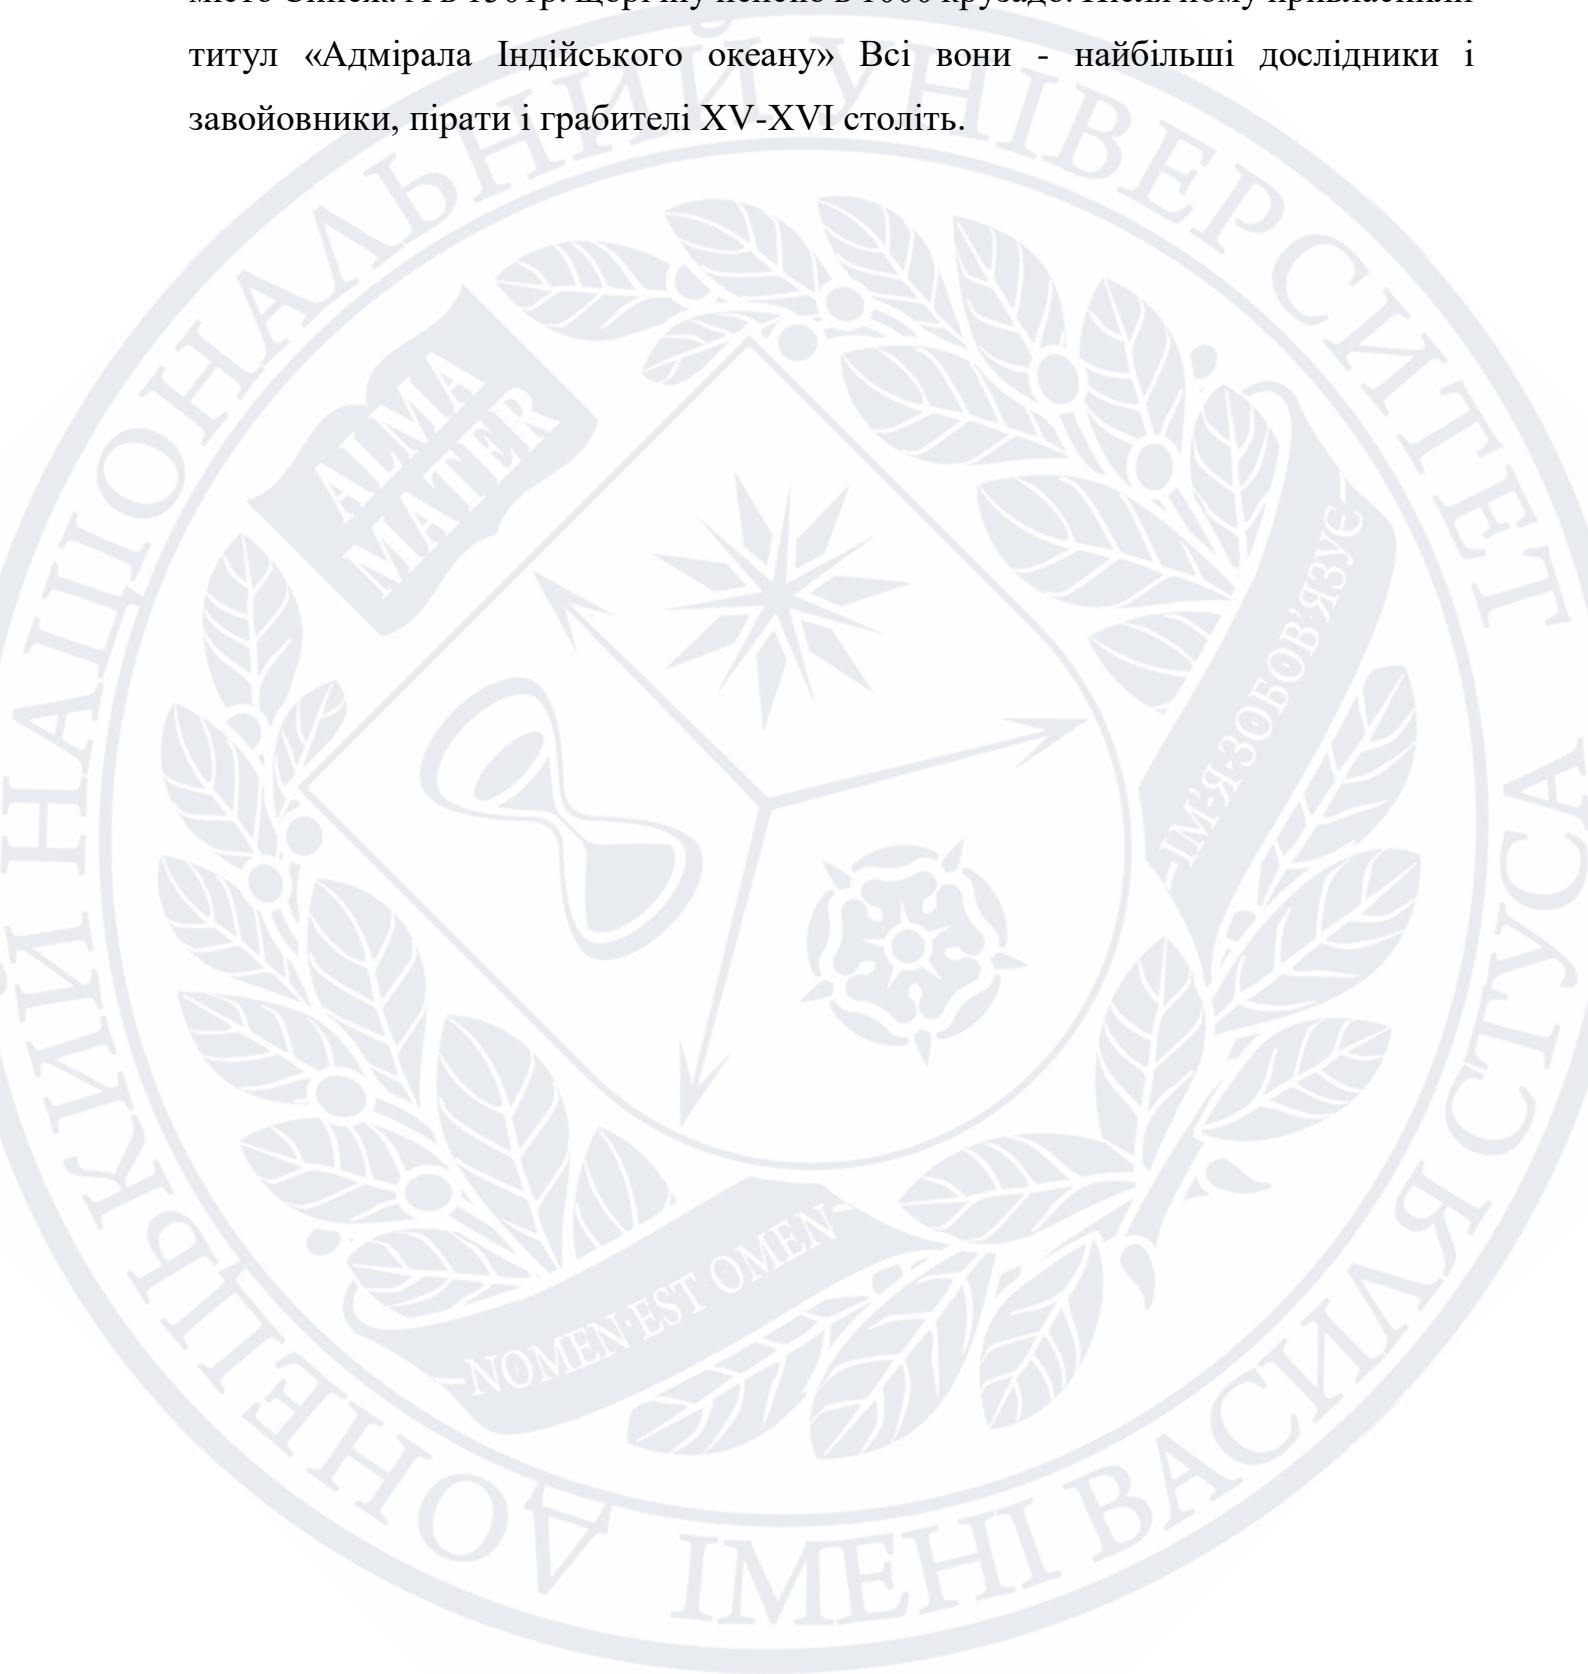 титул «Адмірала Індійського океану» Всі вони - найбільші дослідники і
завойовники, пірати і грабителі XV-XVI століть.
НАЦІОНАЛЬНИЙ УНІВЕРСИТЕТ
ALMA
MATER
ІМ'Я·ЗОБОВ'ЯЗУЄ
NOMEN·EST·OMEN
ДОНЕЦЬКИЙ
ІМЕНІ ВАСИЛЯ СТУСА